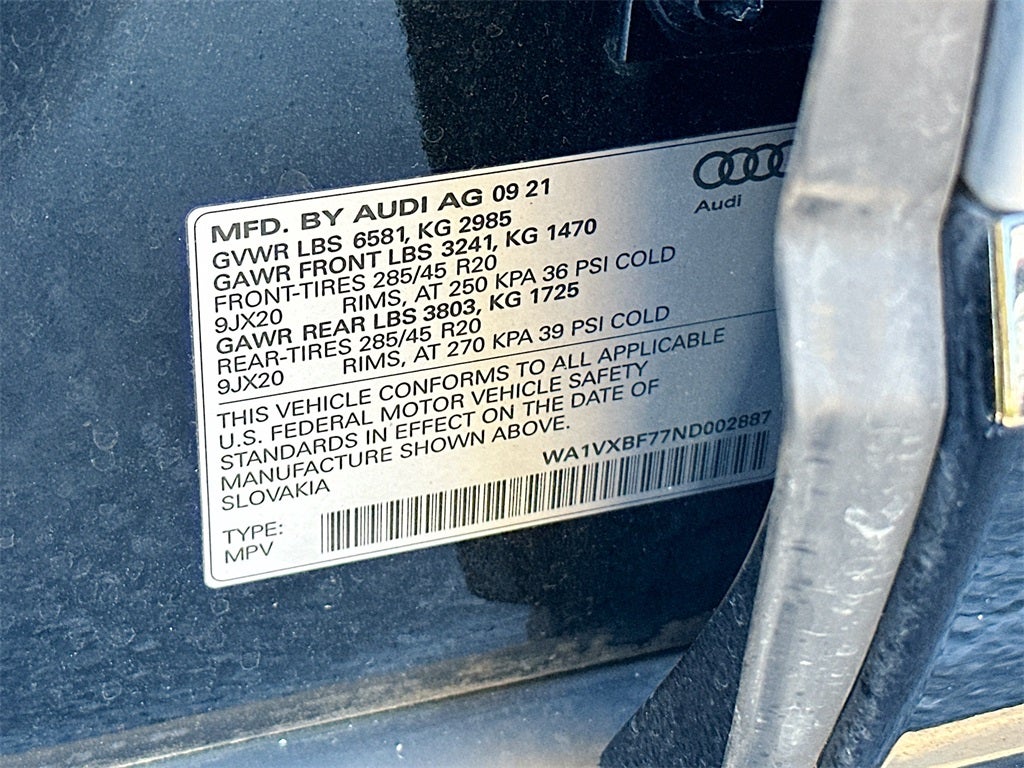 MFD. BY AUDI AG 09 21
GVWR LBS 6581, KG 2985
GAWR FRONT LBS 3241, KG 1470
FRONT-TIRES 285/45 R20
9JX20 RIMS, AT 250 KPA 36 PSI COLD
GAWR REAR LBS 3803, KG 1725
REAR-TIRES 285/45 R20
9JX20 RIMS, AT 270 KPA 39 PSI COLD
Audi
THIS VEHICLE CONFORMS TO ALL APPLICABLE
U.S. FEDERAL MOTOR VEHICLE SAFETY
STANDARDS IN EFFECT ON THE DATE OF
MANUFACTURE SHOWN ABOVE.
SLOVAKIA
WA1VXBF77ND002887
TYPE:
MPV